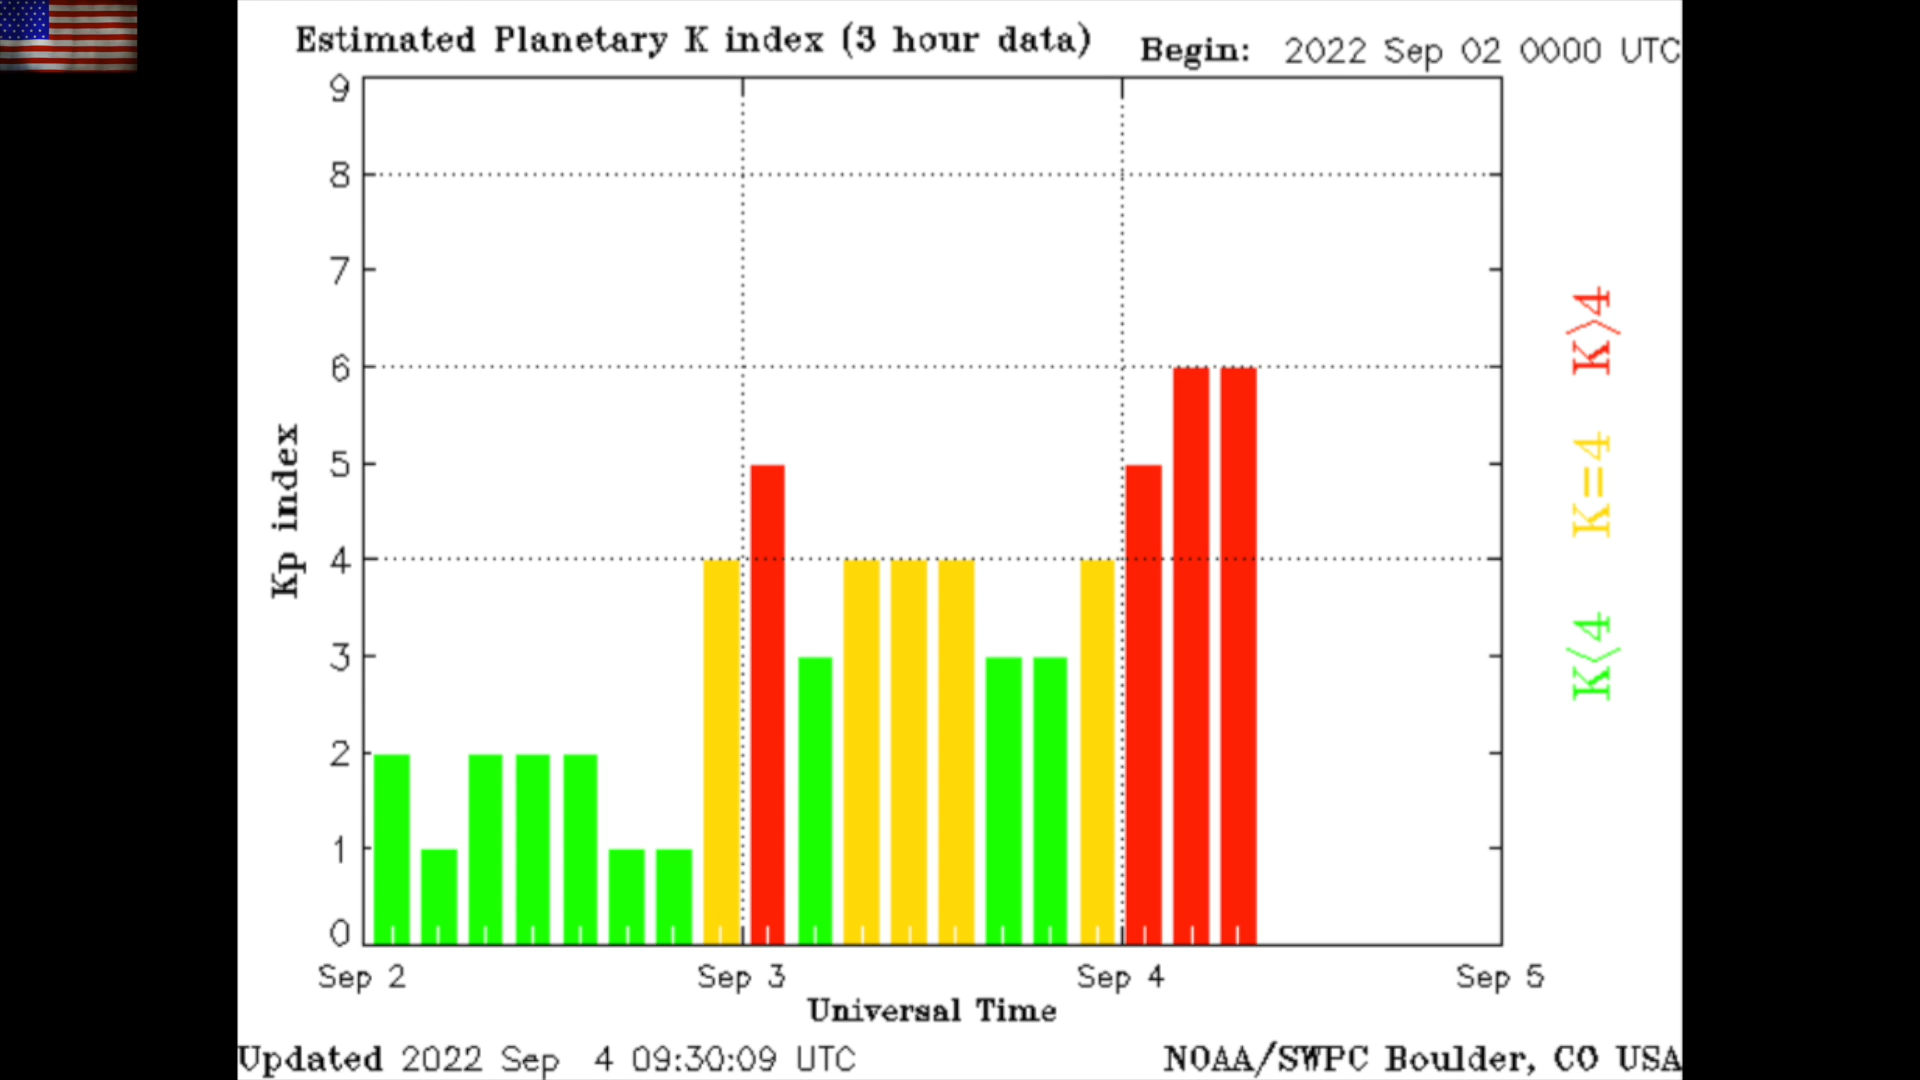 Estimated Planetary K index (3 hour data)
Begin: 2022 Sep 02 0000 UTC
9
8
7
6
5
4
3
2
1
0
Kp index
K>4
K=4
K<4
Sep 2
Sep 3
Sep 4
Sep 5
Universal Time
Updated 2022 Sep 4 09:30:09 UTC
NOAA/SWPC Boulder, CO USA